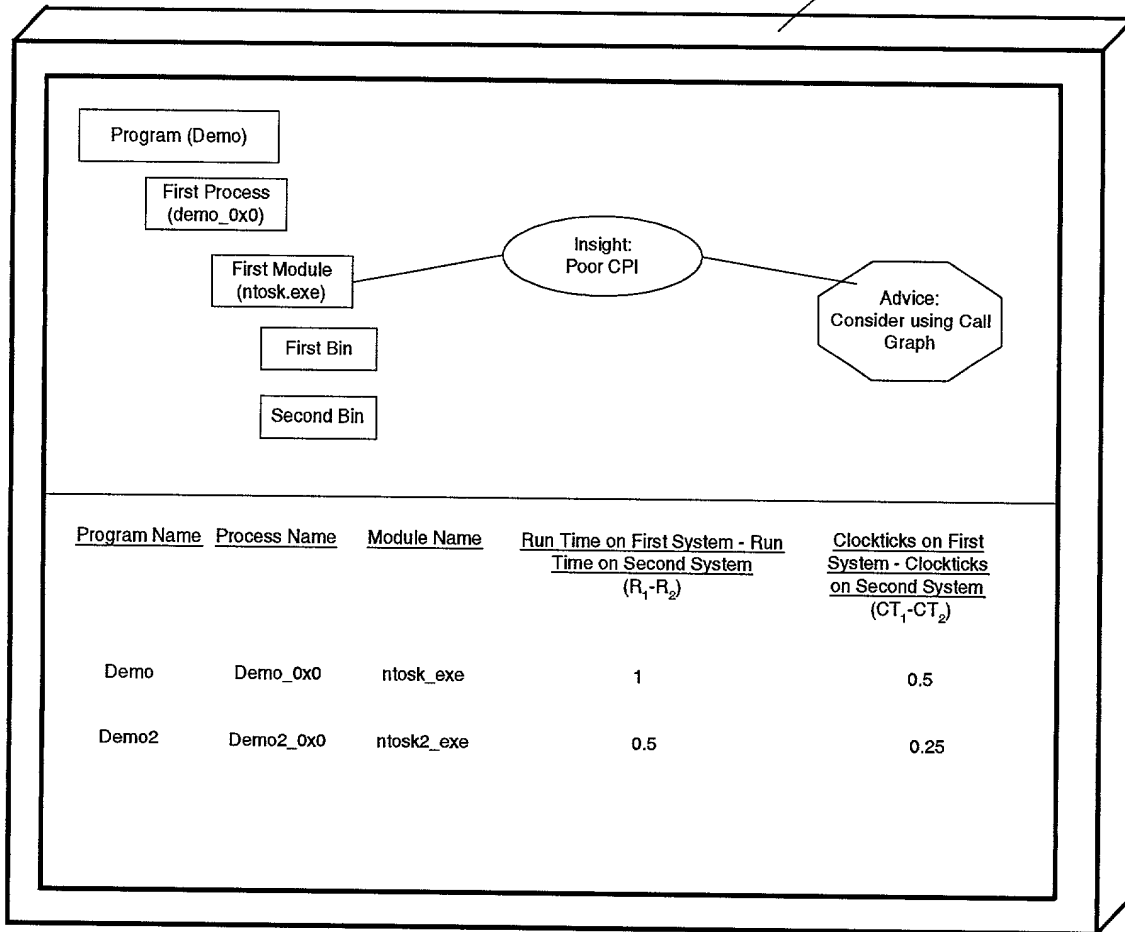 Program (Demo)
First Process
(demo_0x0)
First Module
(ntosk.exe)
First Bin
Second Bin
Insight:
Poor CPI
Advice:
Consider using Call
Graph
Program Name Process Name Module Name Run Time on First System - Run
Time on Second System
(R₁-R₂)
Clockticks on First
System - Clockticks
on Second System
(CT₁-CT₂)
Demo Demo_0x0 ntosk_exe 1 0.5
Demo2 Demo2_0x0 ntosk2_exe 0.5 0.25